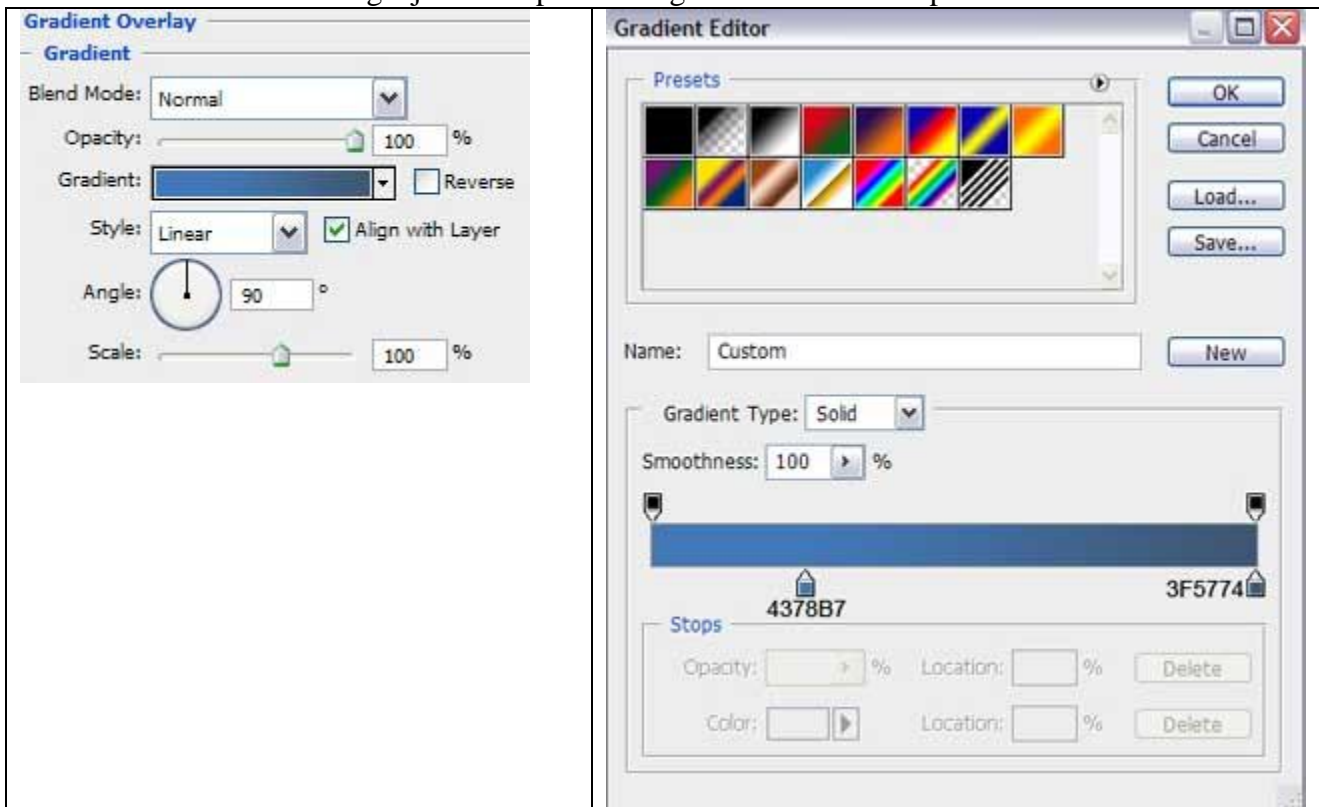 Gradient Overlay
Gradient
Blend Mode: Normal
Opacity: 100 %
Gradient: Reverse
Style: Linear Align with Layer
Angle: 90 °
Scale: 100 %
Gradient Editor
Presets
OK
Cancel
Load...
Save...
Name: Custom
New
Gradient Type: Solid
Smoothness: 100 %
4378B7
3F5774
Stops
Opacity: % Location: % Delete
Color: Location: % Delete